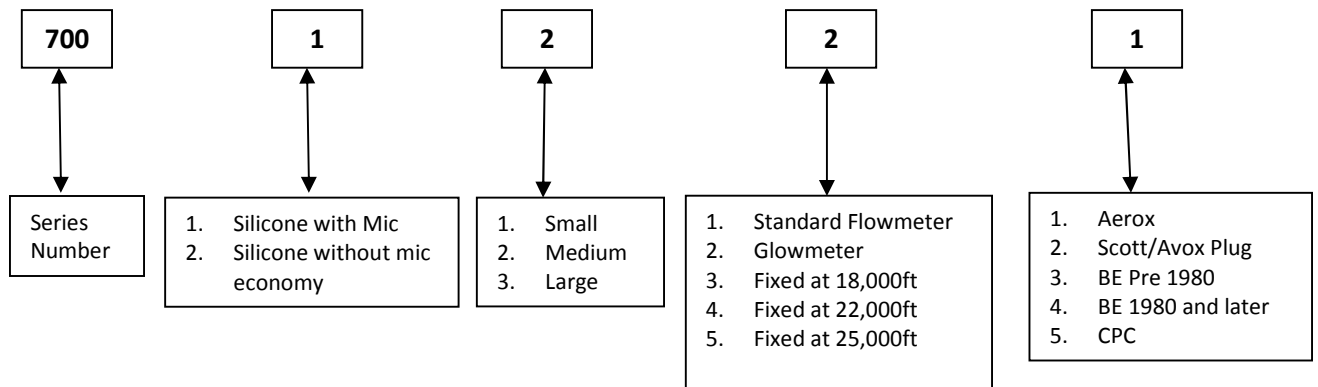 700 1 2 2 1
Series
Number
1. Silicone with Mic
2. Silicone without mic
economy
1. Small
2. Medium
3. Large
1. Standard Flowmeter
2. Glowmeter
3. Fixed at 18,000ft
4. Fixed at 22,000ft
5. Fixed at 25,000ft
1. Aerox
2. Scott/Avox Plug
3. BE Pre 1980
4. BE 1980 and later
5. CPC